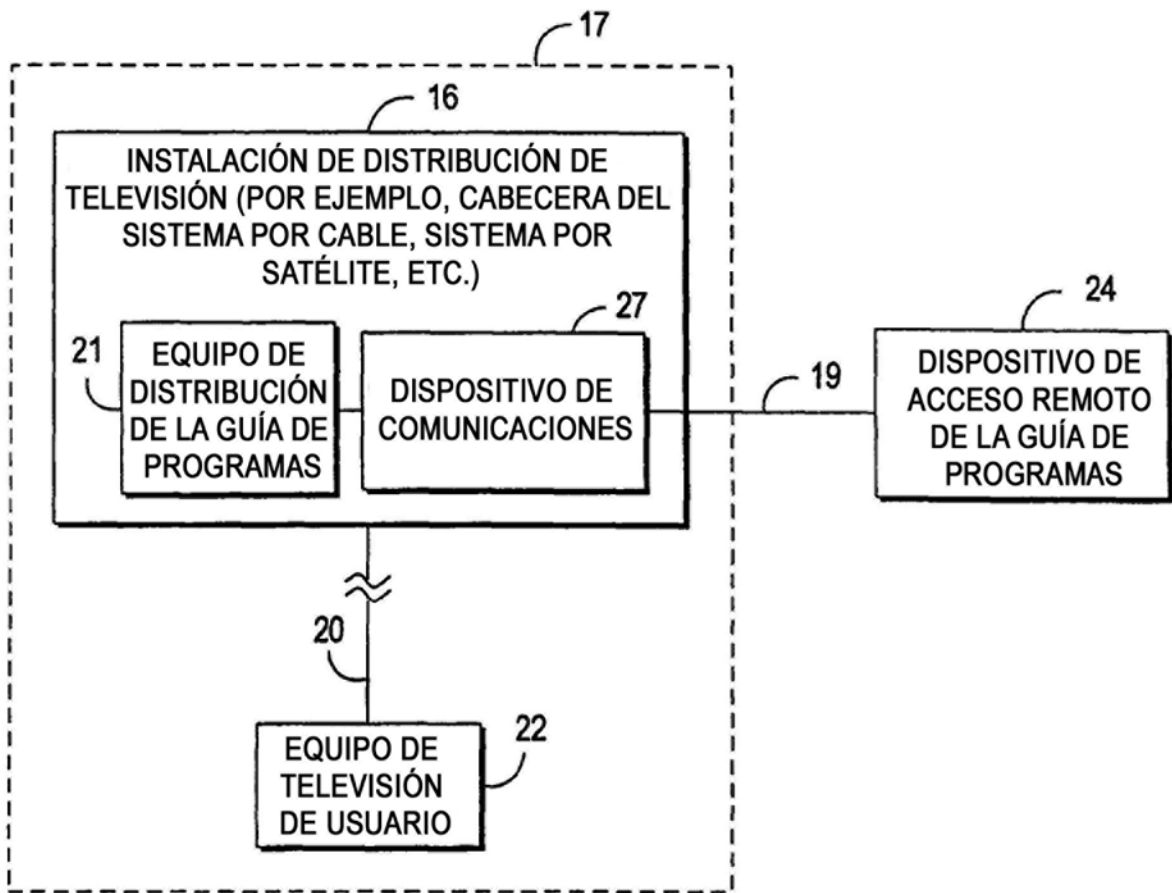 17
16
INSTALACIÓN DE DISTRIBUCIÓN DE
TELEVISIÓN (POR EJEMPLO, CABECERA DEL
SISTEMA POR CABLE, SISTEMA POR
SATÉLITE, ETC.)
21
EQUIPO DE
DISTRIBUCIÓN
DE LA GUÍA DE
PROGRAMAS
27
DISPOSITIVO DE
COMUNICACIONES
19
24
DISPOSITIVO DE
ACCESO REMOTO
DE LA GUÍA DE
PROGRAMAS
20
22
EQUIPO DE
TELEVISIÓN
DE USUARIO